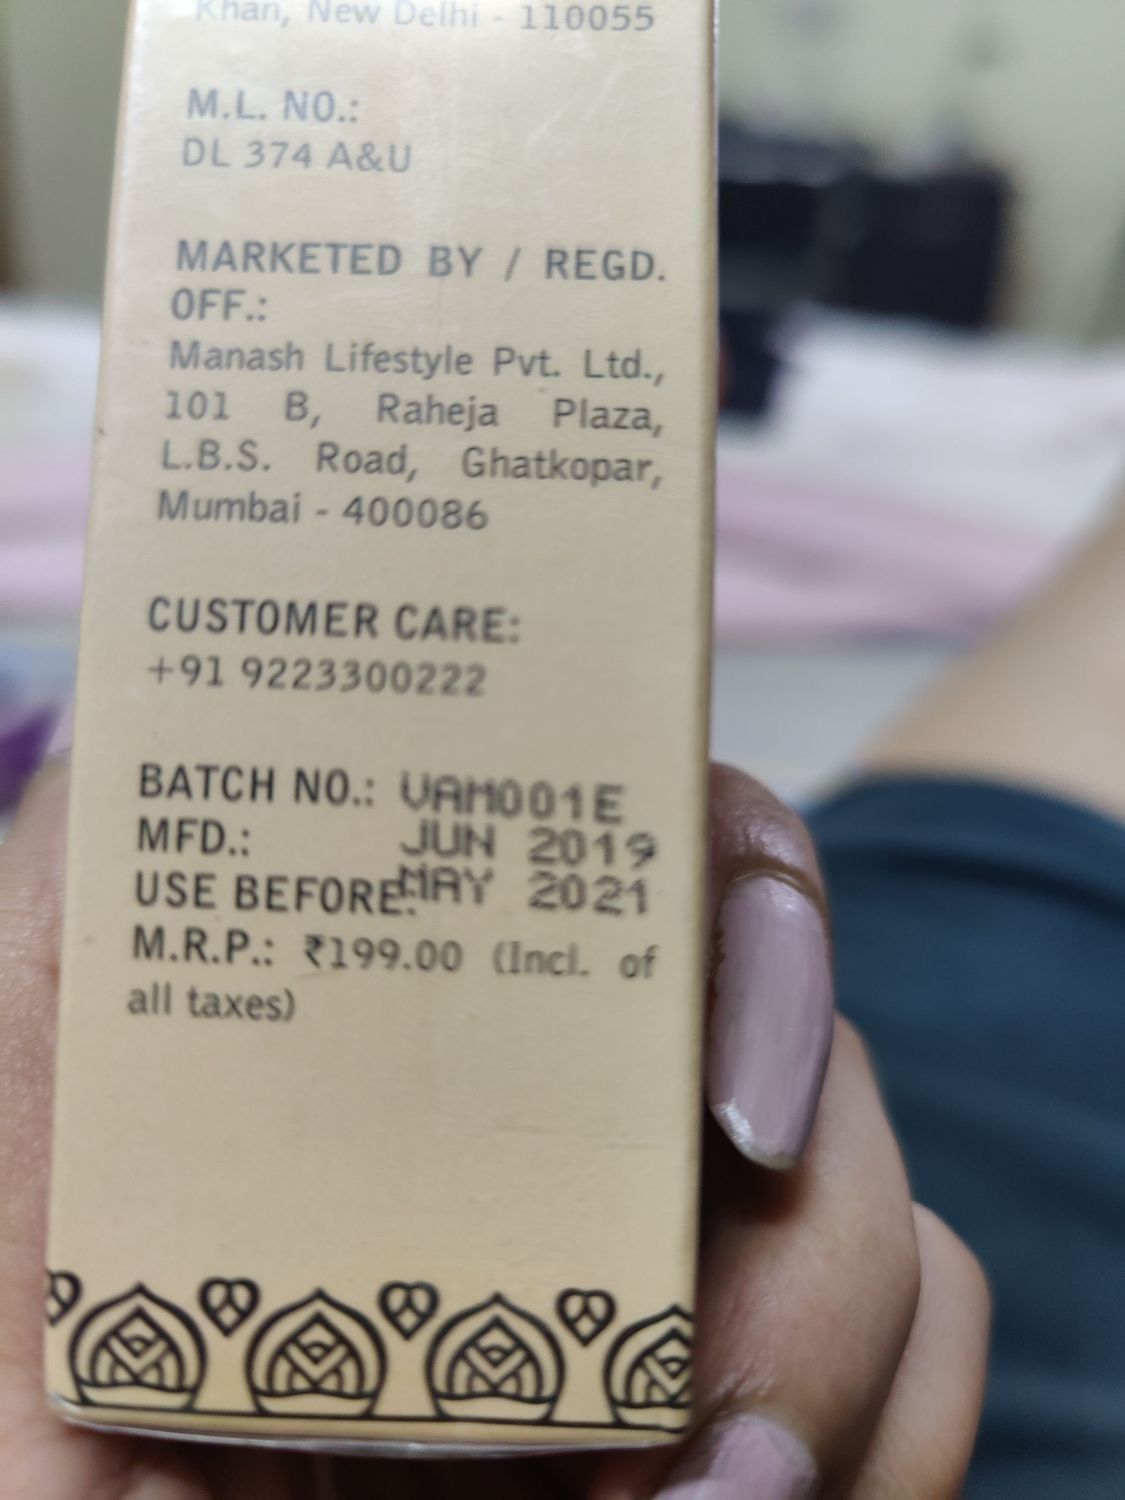 Khan, New Delhi - 110055
M.L. NO.:
DL 374 A&U
MARKETED BY / REGD.
OFF.:
Manash Lifestyle Pvt. Ltd.,
101 B, Raheja Plaza,
L.B.S. Road, Ghatkopar,
Mumbai - 400086
CUSTOMER CARE:
+91 9223300222
BATCH NO.: VAM001E
MFD.: JUN 2019
USE BEFORE: MAY 2021
M.R.P.: ₹199.00 (Incl. of
all taxes)